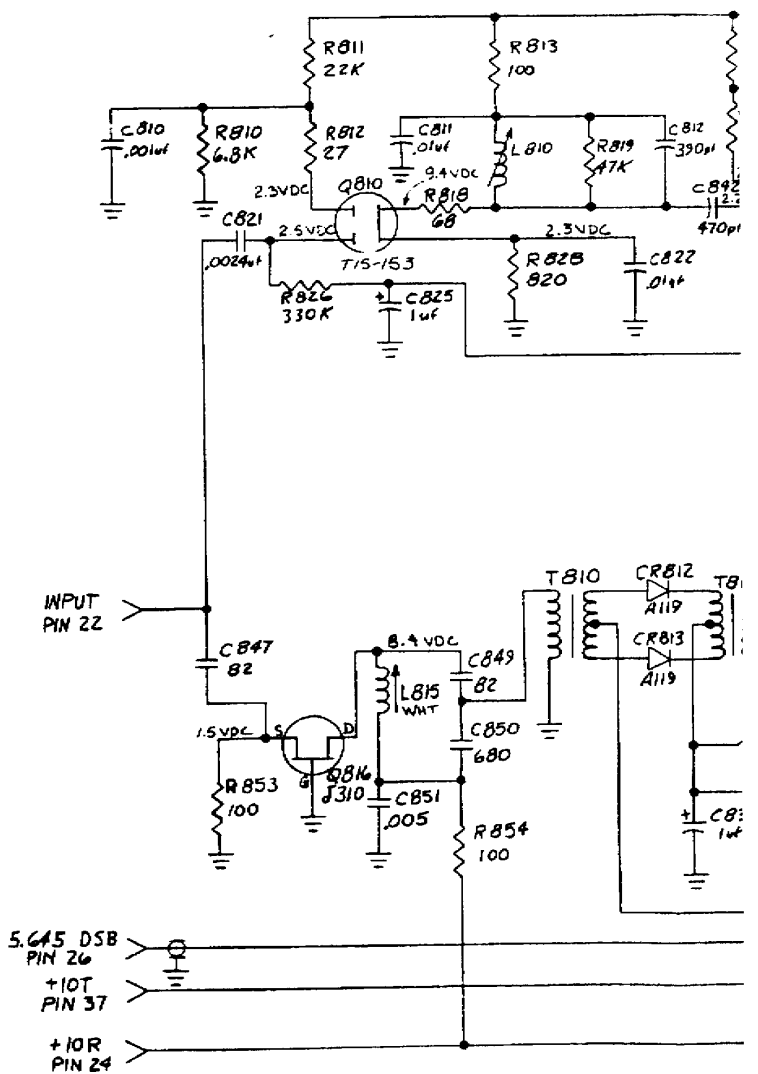 R811
22K
R813
100
C810
.001uf
R810
6.8K
R812
27
C811
.01uf
L810
R819
47K
C812
390pf
2.3VDC
Q810
9.4VDC
R818
68
C842
470pf
C821
.0024uf
2.5VDC
TIS-153
2.3VDC
R828
820
C822
.01uf
R826
330K
+
C825
1uf
T810
CR812
A119
CR813
A119
INPUT
PIN 22
C847
82
8.4 VDC
L815
WHT
C849
82
C850
680
1.5VDC
S
D
G
Q816
J310
R853
100
C851
.005
R854
100
+
5.645 DSB
PIN 26
+10T
PIN 37
+10R
PIN 24